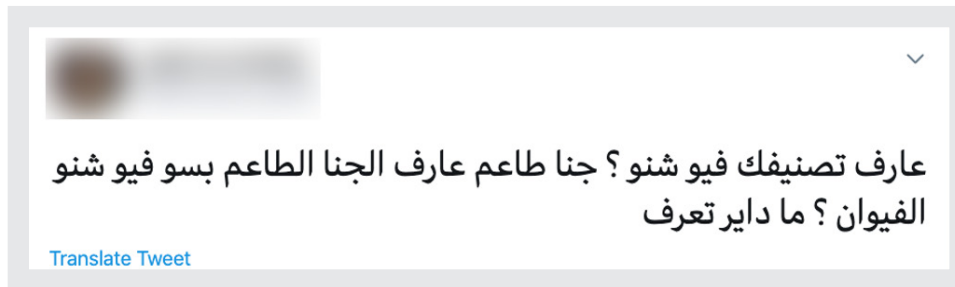 عارف تصنيفك فيو شنو ؟ جنا طاعم عارف الجنا الطاعم بسو فيو شنو
الفيوان ؟ ما داير تعرف
Translate Tweet